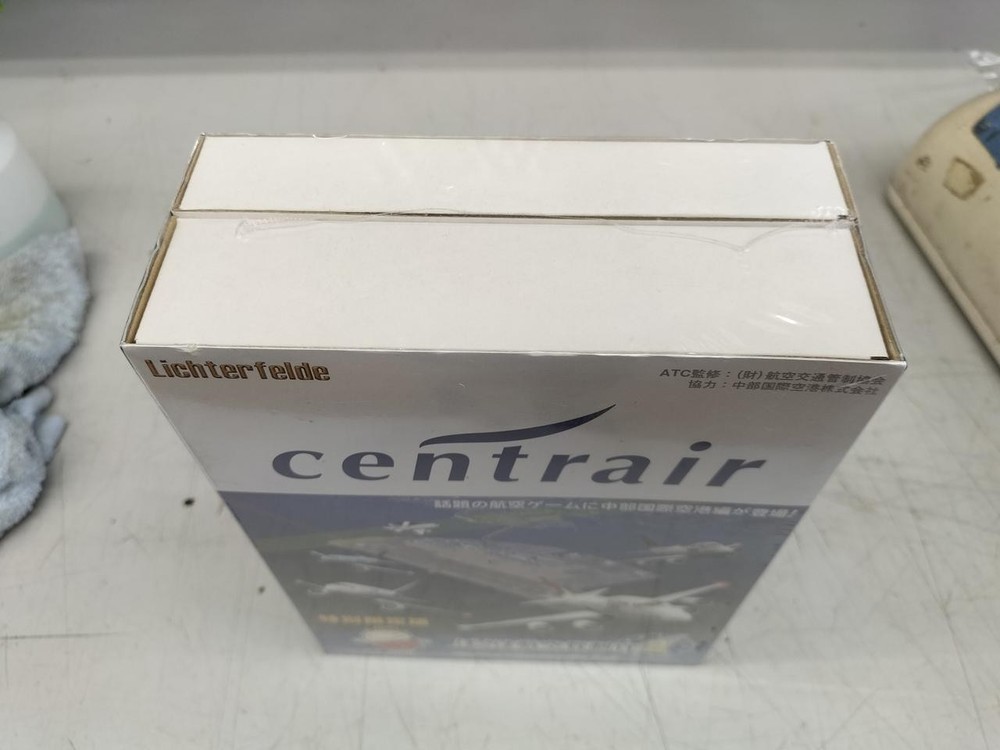 Lichterfelde
ATC監修：(財)航空交通管制協会
協力：中部国際空港株式会社
centrair
話題の航空ゲームに中部国際空港編が登場!